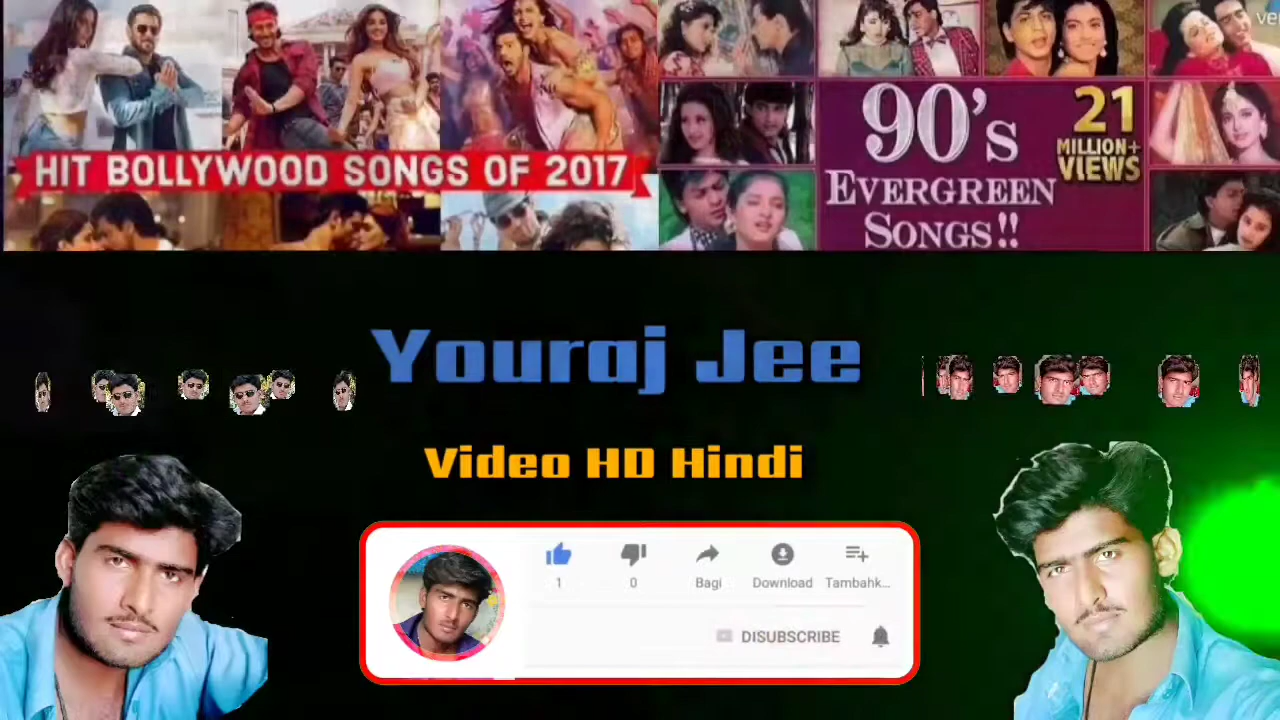 HIT BOLLYWOOD SONGS OF 2017
90's
EVERGREEN
SONGS!!
21
MILLION+
VIEWS
Youraj Jee
Video HD Hindi
1
0
Bagi
Download
Tambahk...
DISUBSCRIBE